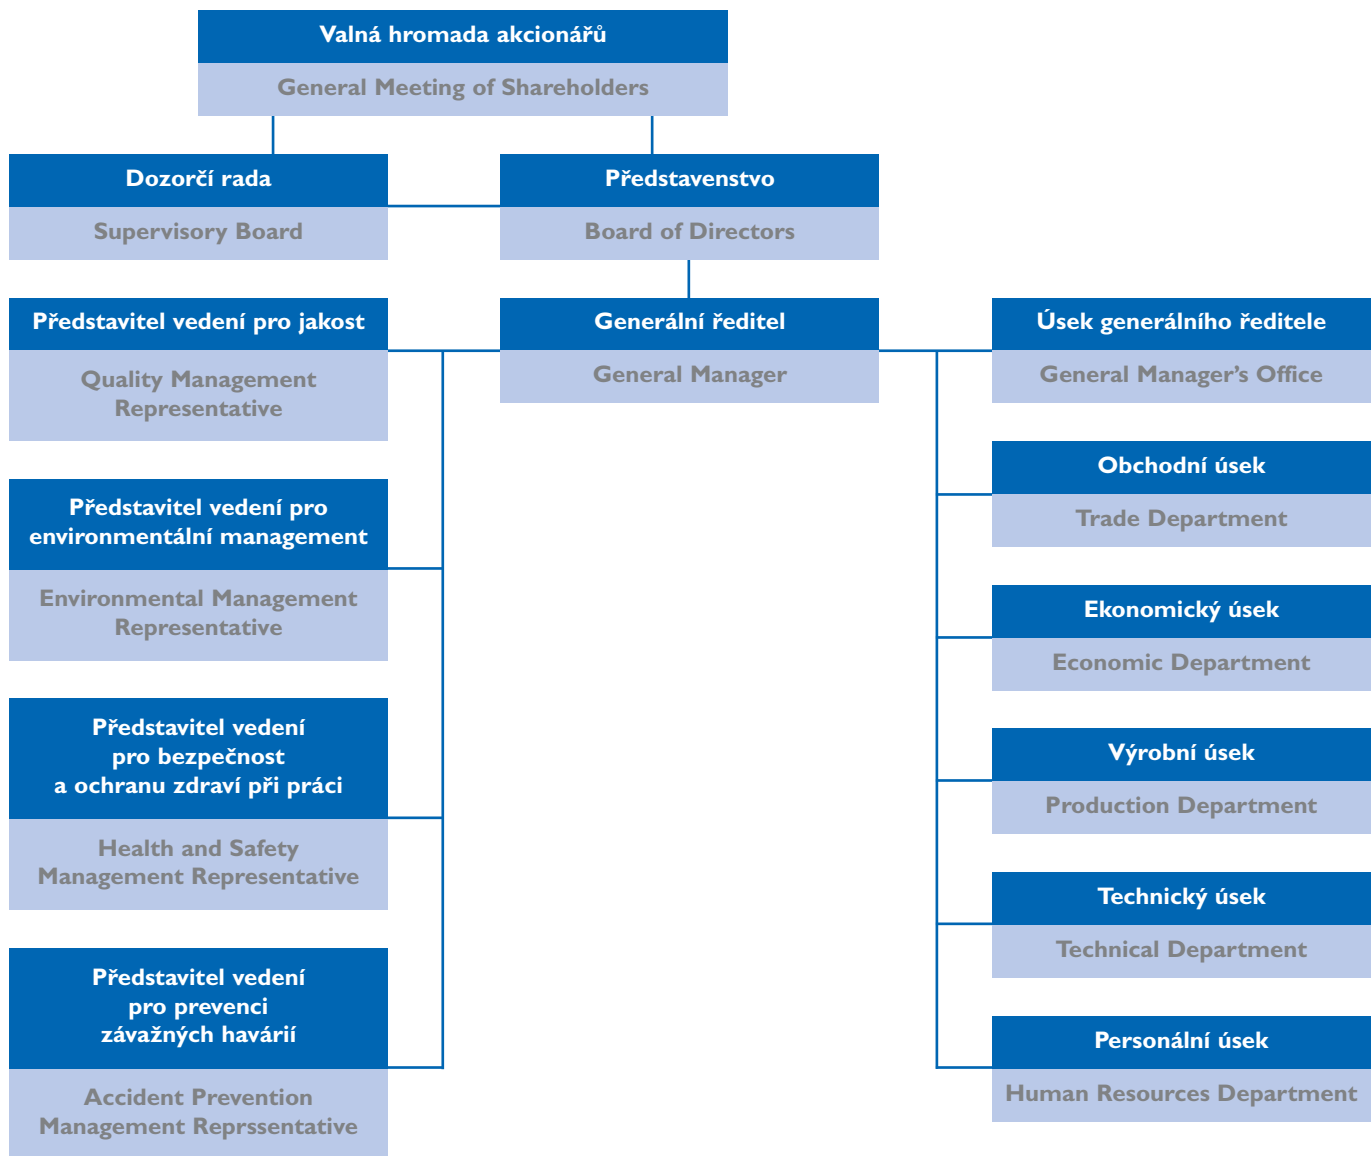 Valná hromada akcionářů
General Meeting of Shareholders
Dozorčí rada
Supervisory Board
Představenstvo
Board of Directors
Představitel vedení pro jakost
Quality Management
Representative
Generální ředitel
General Manager
Úsek generálního ředitele
General Manager’s Office
Představitel vedení pro
environmentální management
Environmental Management
Representative
Představitel vedení
pro bezpečnost
a ochranu zdraví při práci
Health and Safety
Management Representative
Představitel vedení
pro prevenci
závažných havárií
Accident Prevention
Management Reprssentative
Obchodní úsek
Trade Department
Ekonomický úsek
Economic Department
Výrobní úsek
Production Department
Technický úsek
Technical Department
Personální úsek
Human Resources Department